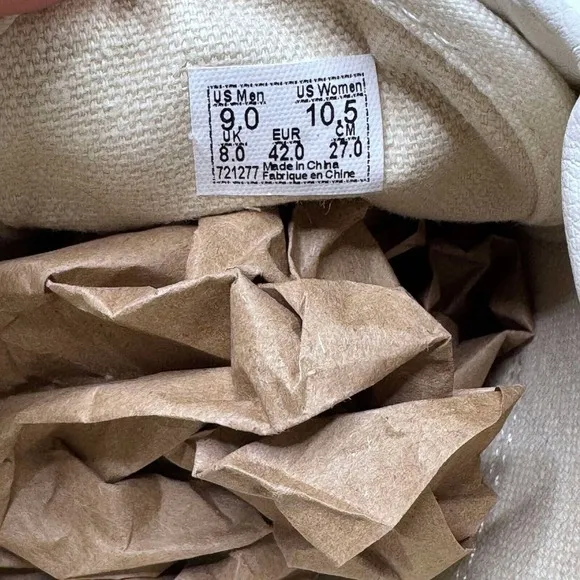 US Men US Women
9.0 10.5
UK EUR CM
8.0 42.0 27.0
721277 Made in China
Fabrique en Chine